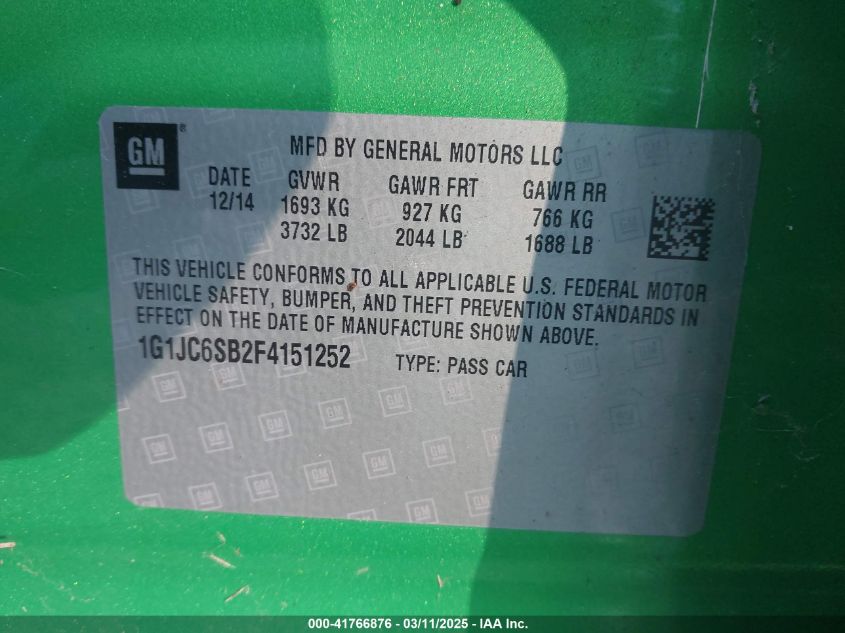 GM ®
MFD BY GENERAL MOTORS LLC
DATE GVWR GAWR FRT GAWR RR
12/14 1693 KG 927 KG 766 KG
3732 LB 2044 LB 1688 LB
THIS VEHICLE CONFORMS TO ALL APPLICABLE U.S. FEDERAL MOTOR
VEHICLE SAFETY, BUMPER, AND THEFT PREVENTION STANDARDS IN
EFFECT ON THE DATE OF MANUFACTURE SHOWN ABOVE.
1G1JC6SB2F4151252 TYPE: PASS CAR
000-41766876 - 03/11/2025 - IAA Inc.